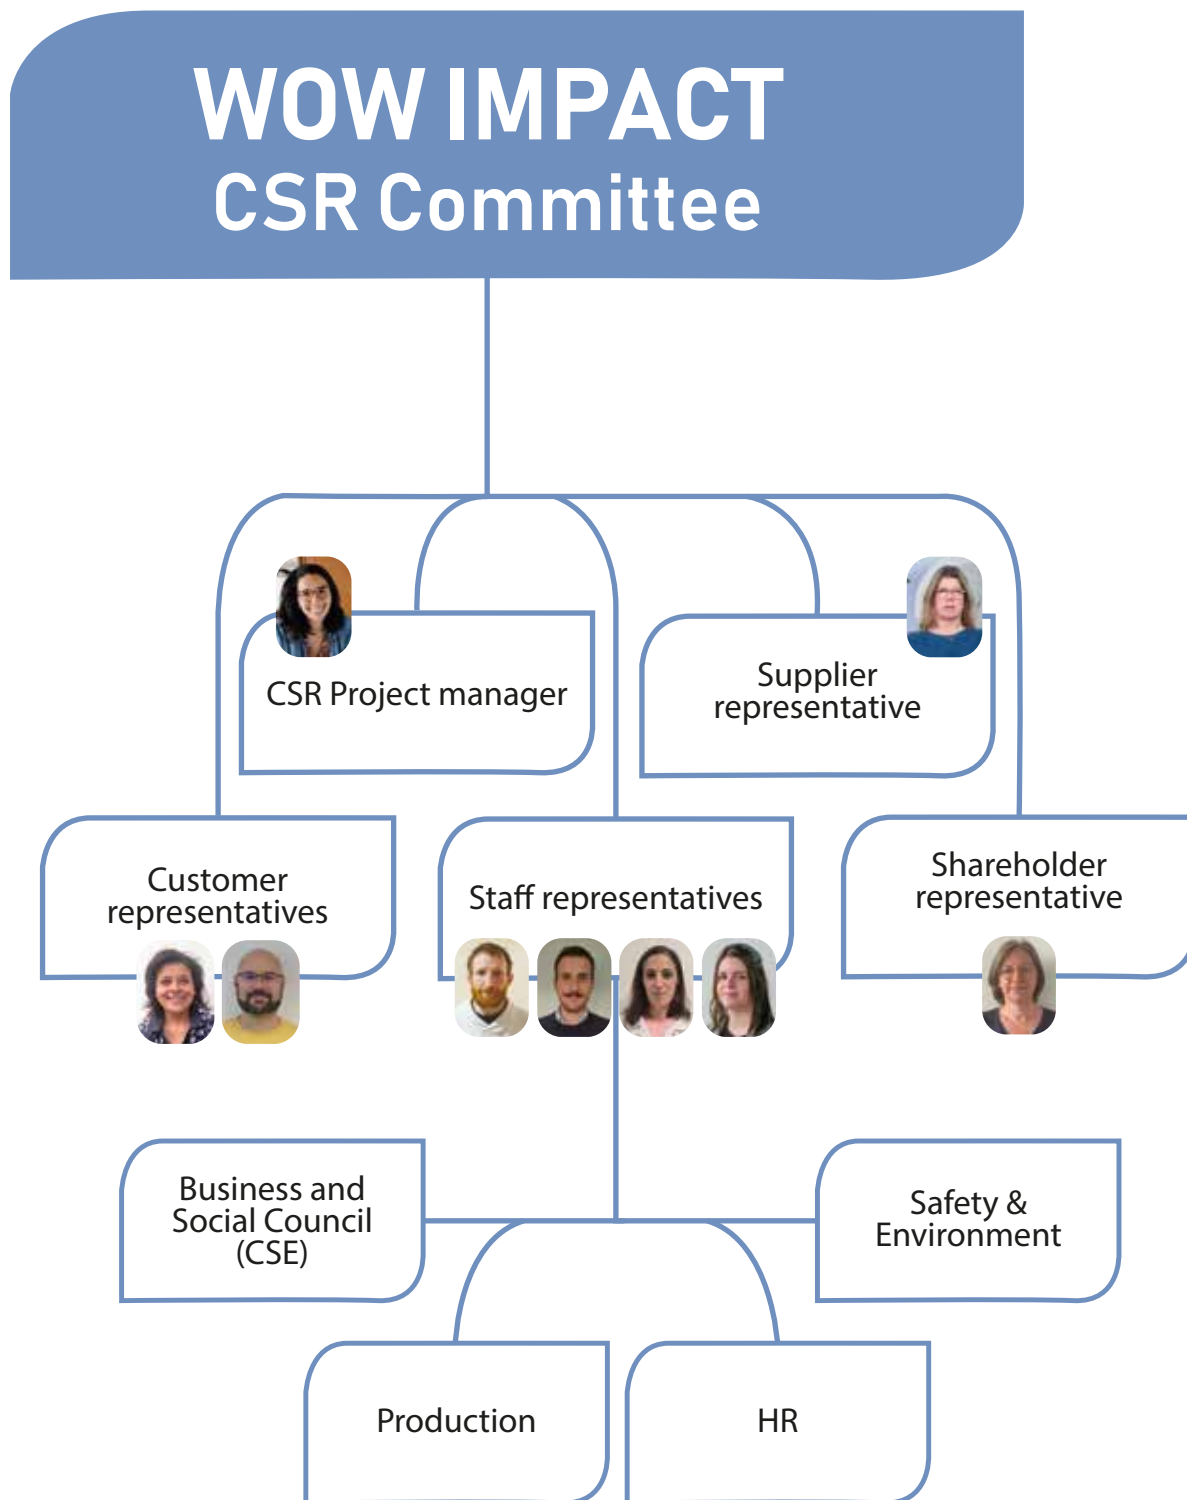 WOW IMPACT
CSR Committee
CSR Project manager
Supplier
representative
Customer
representatives
Staff representatives
Shareholder
representative
Business and
Social Council
(CSE)
Safety &
Environment
Production
HR